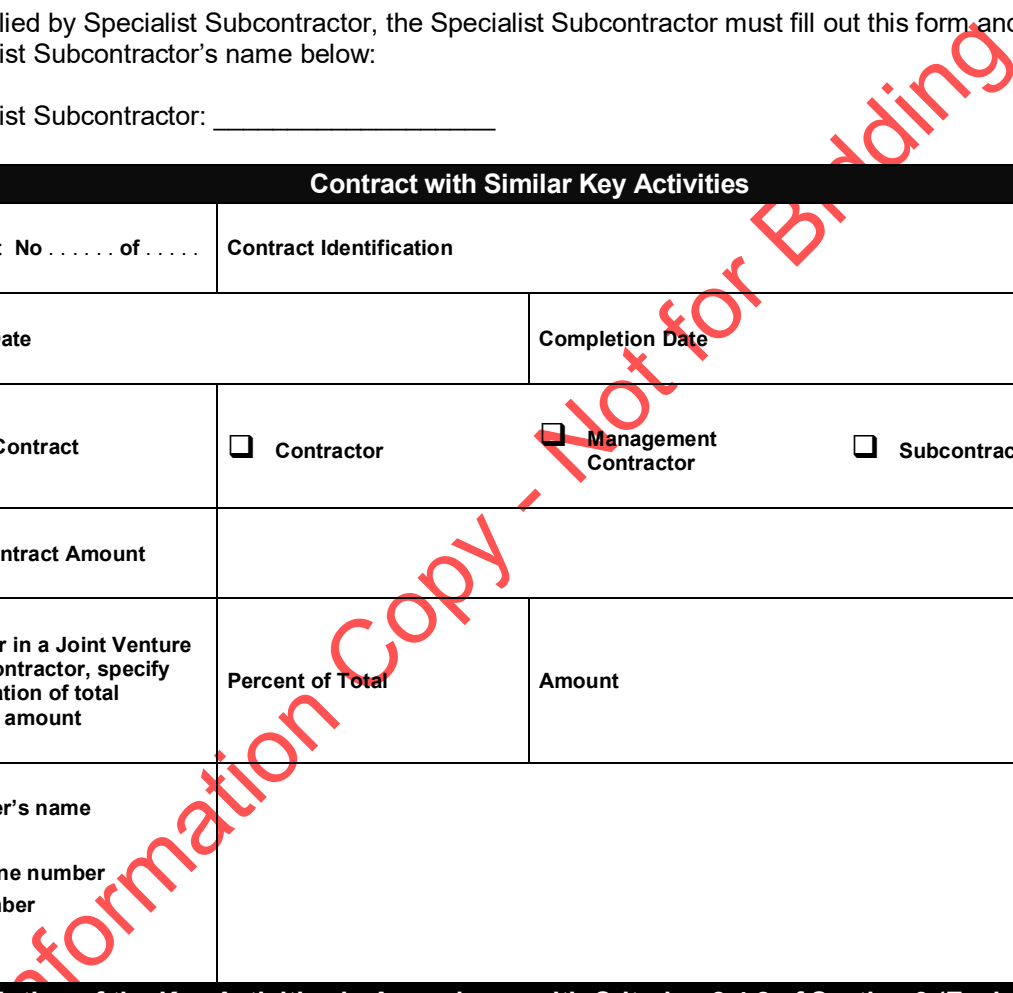 lied by Specialist Subcontractor, the Specialist Subcontractor must fill out this form and
ist Subcontractor's name below:
ist Subcontractor: ____________________
Contract with Similar Key Activities
No . . . . . . of . . . . . Contract Identification
ate Completion Date
Contract ❑ Contractor ❑ Management Contractor ❑ Subcontrac
ntract Amount
r in a Joint Venture
ontractor, specify
ation of total
amount
Percent of Total Amount
er's name
ne number
ber
formation Copy - Not for Bidding